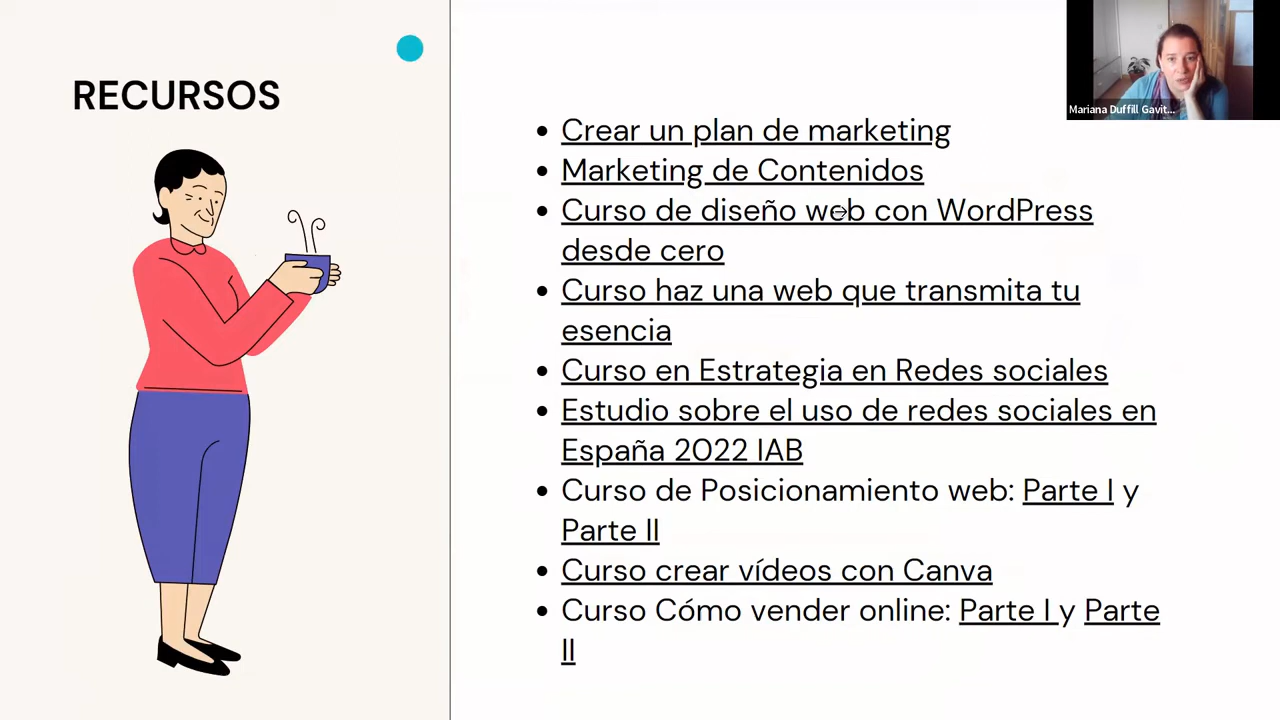 RECURSOS
Mariana Duffill Gavit...
Crear un plan de marketing
Marketing de Contenidos
Curso de diseño web con WordPress
desde cero
Curso haz una web que transmita tu
esencia
Curso en Estrategia en Redes sociales
Estudio sobre el uso de redes sociales en
España 2022 IAB
Curso de Posicionamiento web: Parte I y
Parte II
Curso crear vídeos con Canva
Curso Cómo vender online: Parte I y Parte
II